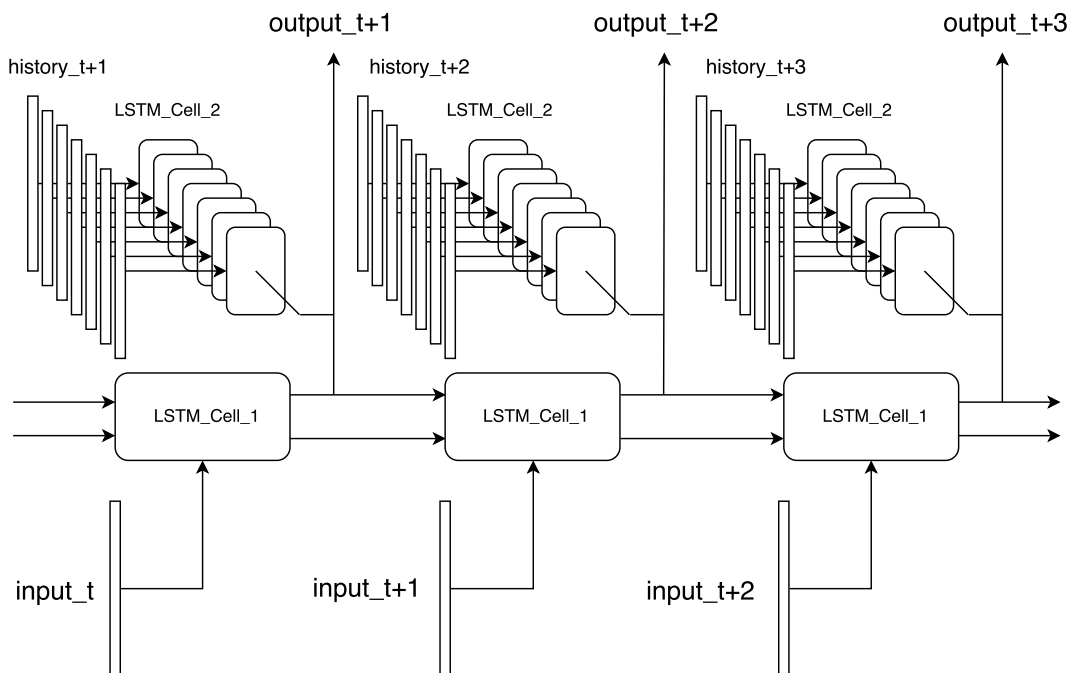 output_t+1
output_t+2
output_t+3
history_t+1
history_t+2
history_t+3
LSTM_Cell_2
LSTM_Cell_2
LSTM_Cell_2
LSTM_Cell_1
LSTM_Cell_1
LSTM_Cell_1
input_t
input_t+1
input_t+2